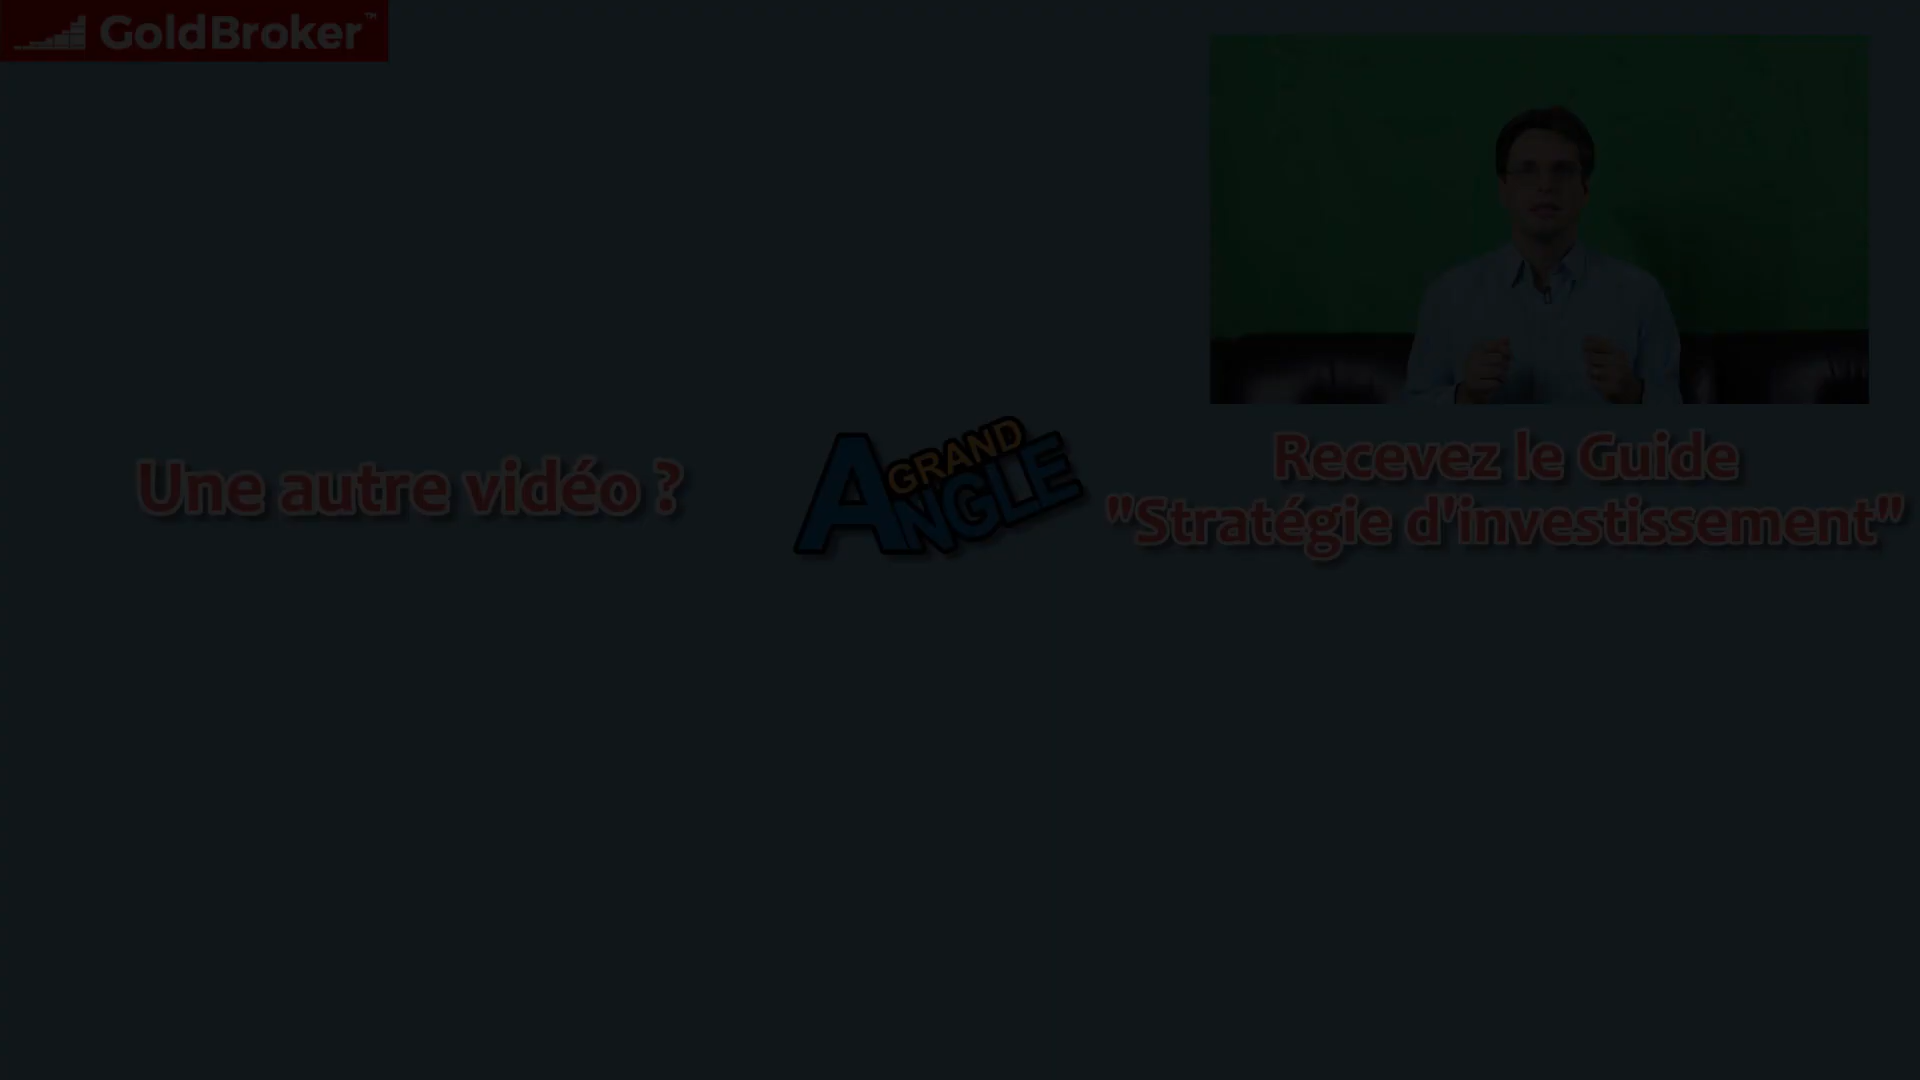 GoldBroker™
Une autre vidéo ?
GRAND
ANGLE
Recevez le Guide
"Stratégie d'investissement"